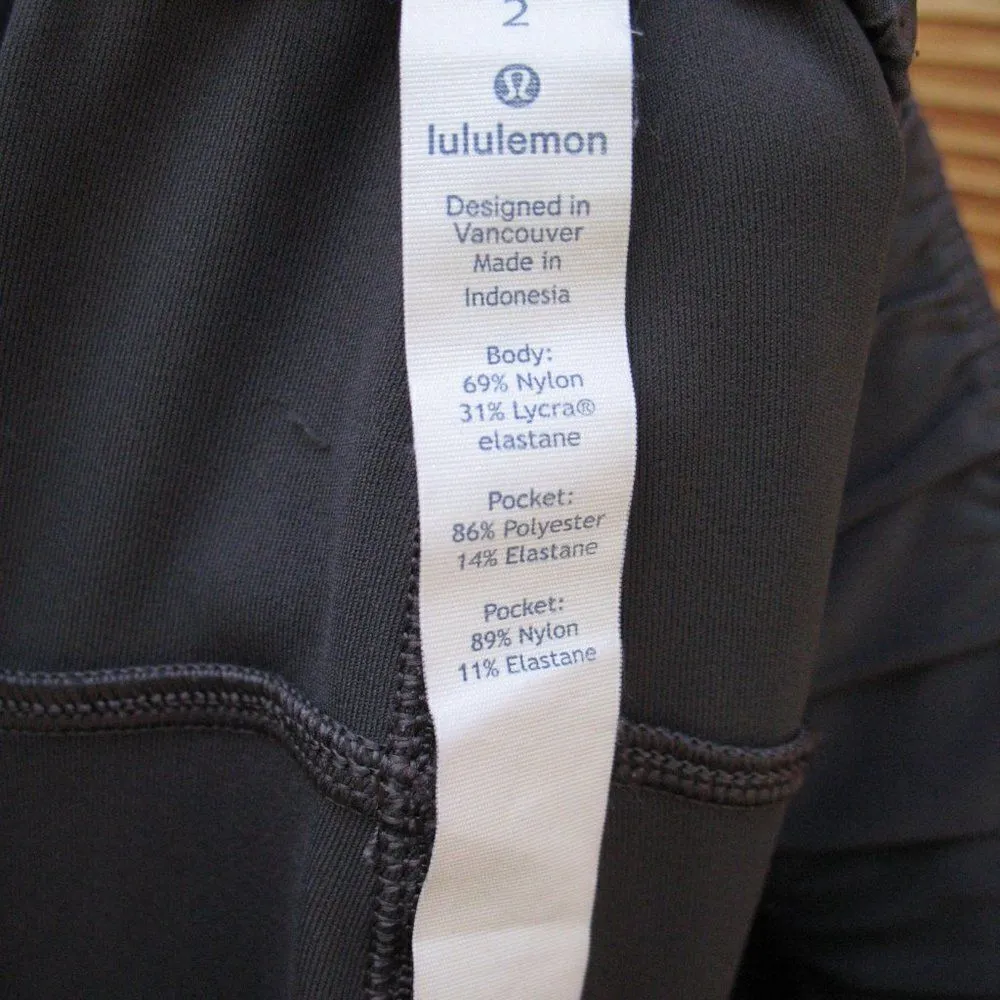 2
lululemon
Designed in
Vancouver
Made in
Indonesia
Body:
69% Nylon
31% Lycra®
elastane
Pocket:
86% Polyester
14% Elastane
Pocket:
89% Nylon
11% Elastane